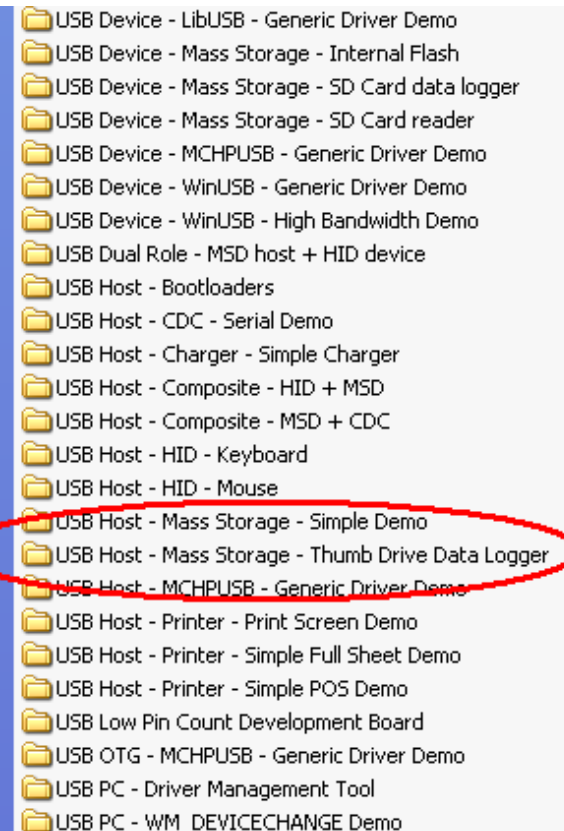 USB Device - LibUSB - Generic Driver Demo
USB Device - Mass Storage - Internal Flash
USB Device - Mass Storage - SD Card data logger
USB Device - Mass Storage - SD Card reader
USB Device - MCHPUSB - Generic Driver Demo
USB Device - WinUSB - Generic Driver Demo
USB Device - WinUSB - High Bandwidth Demo
USB Dual Role - MSD host + HID device
USB Host - Bootloaders
USB Host - CDC - Serial Demo
USB Host - Charger - Simple Charger
USB Host - Composite - HID + MSD
USB Host - Composite - MSD + CDC
USB Host - HID - Keyboard
USB Host - HID - Mouse
USB Host - Mass Storage - Simple Demo
USB Host - Mass Storage - Thumb Drive Data Logger
USB Host - MCHPUSB - Generic Driver Demo
USB Host - Printer - Print Screen Demo
USB Host - Printer - Simple Full Sheet Demo
USB Host - Printer - Simple POS Demo
USB Low Pin Count Development Board
USB OTG - MCHPUSB - Generic Driver Demo
USB PC - Driver Management Tool
USB PC - WM_DEVICECHANGE Demo